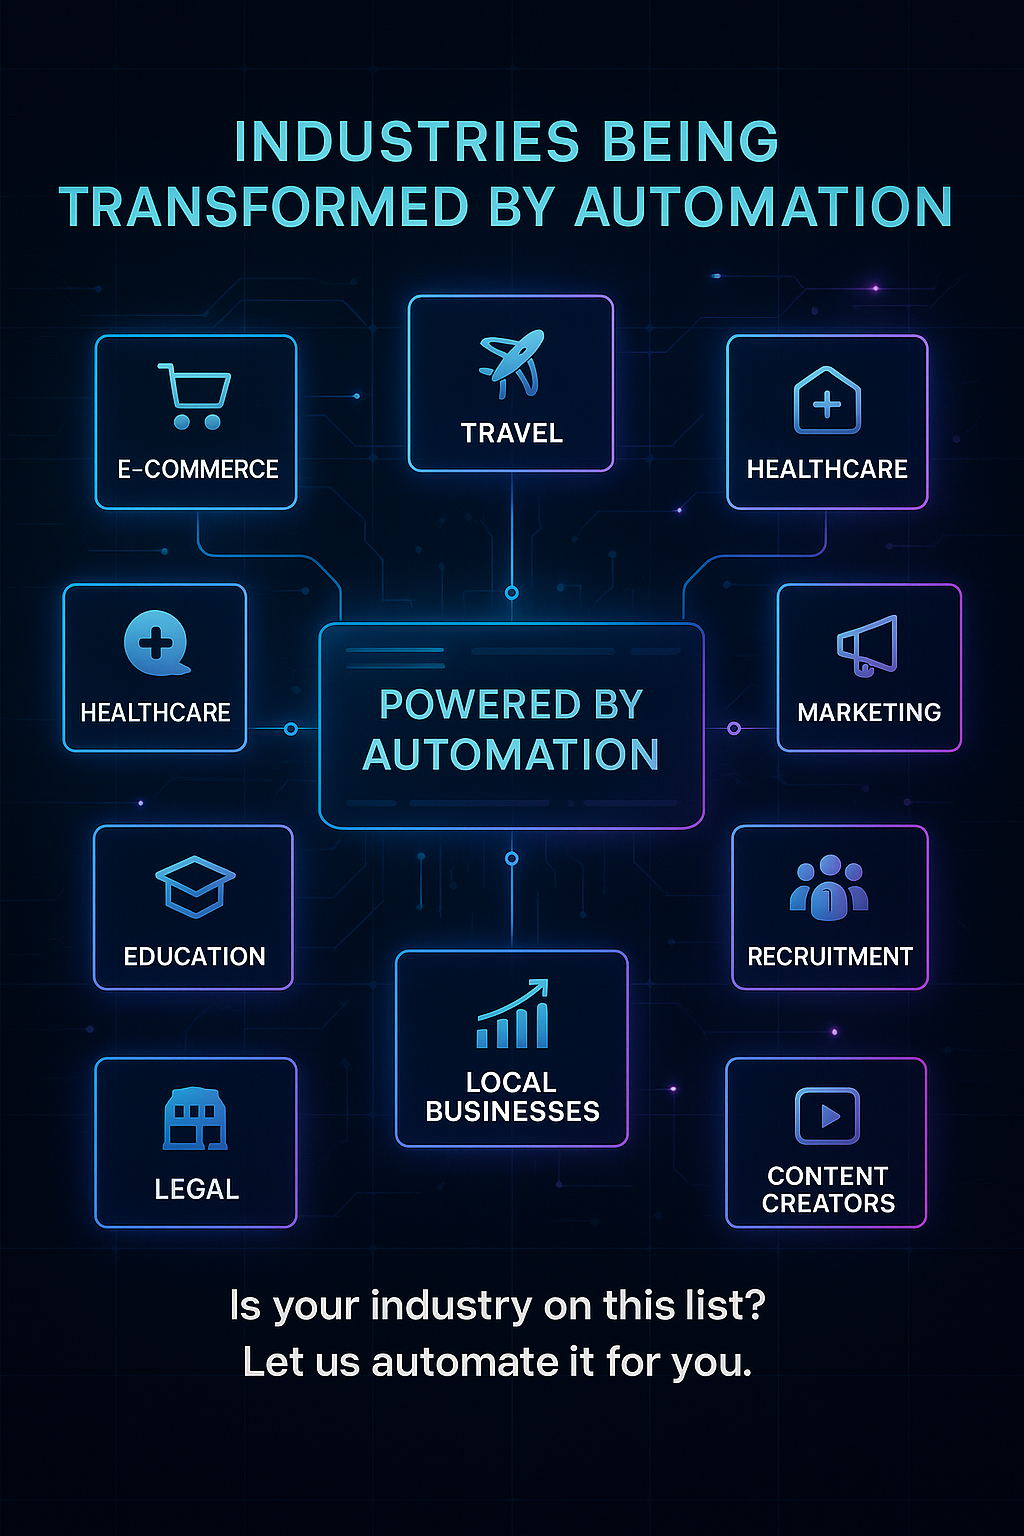 INDUSTRIES BEING
TRANSFORMED BY AUTOMATION
E-COMMERCE
TRAVEL
HEALTHCARE
HEALTHCARE
POWERED BY
AUTOMATION
MARKETING
EDUCATION
RECRUITMENT
LOCAL
BUSINESSES
LEGAL
CONTENT
CREATORS
Is your industry on this list?
Let us automate it for you.